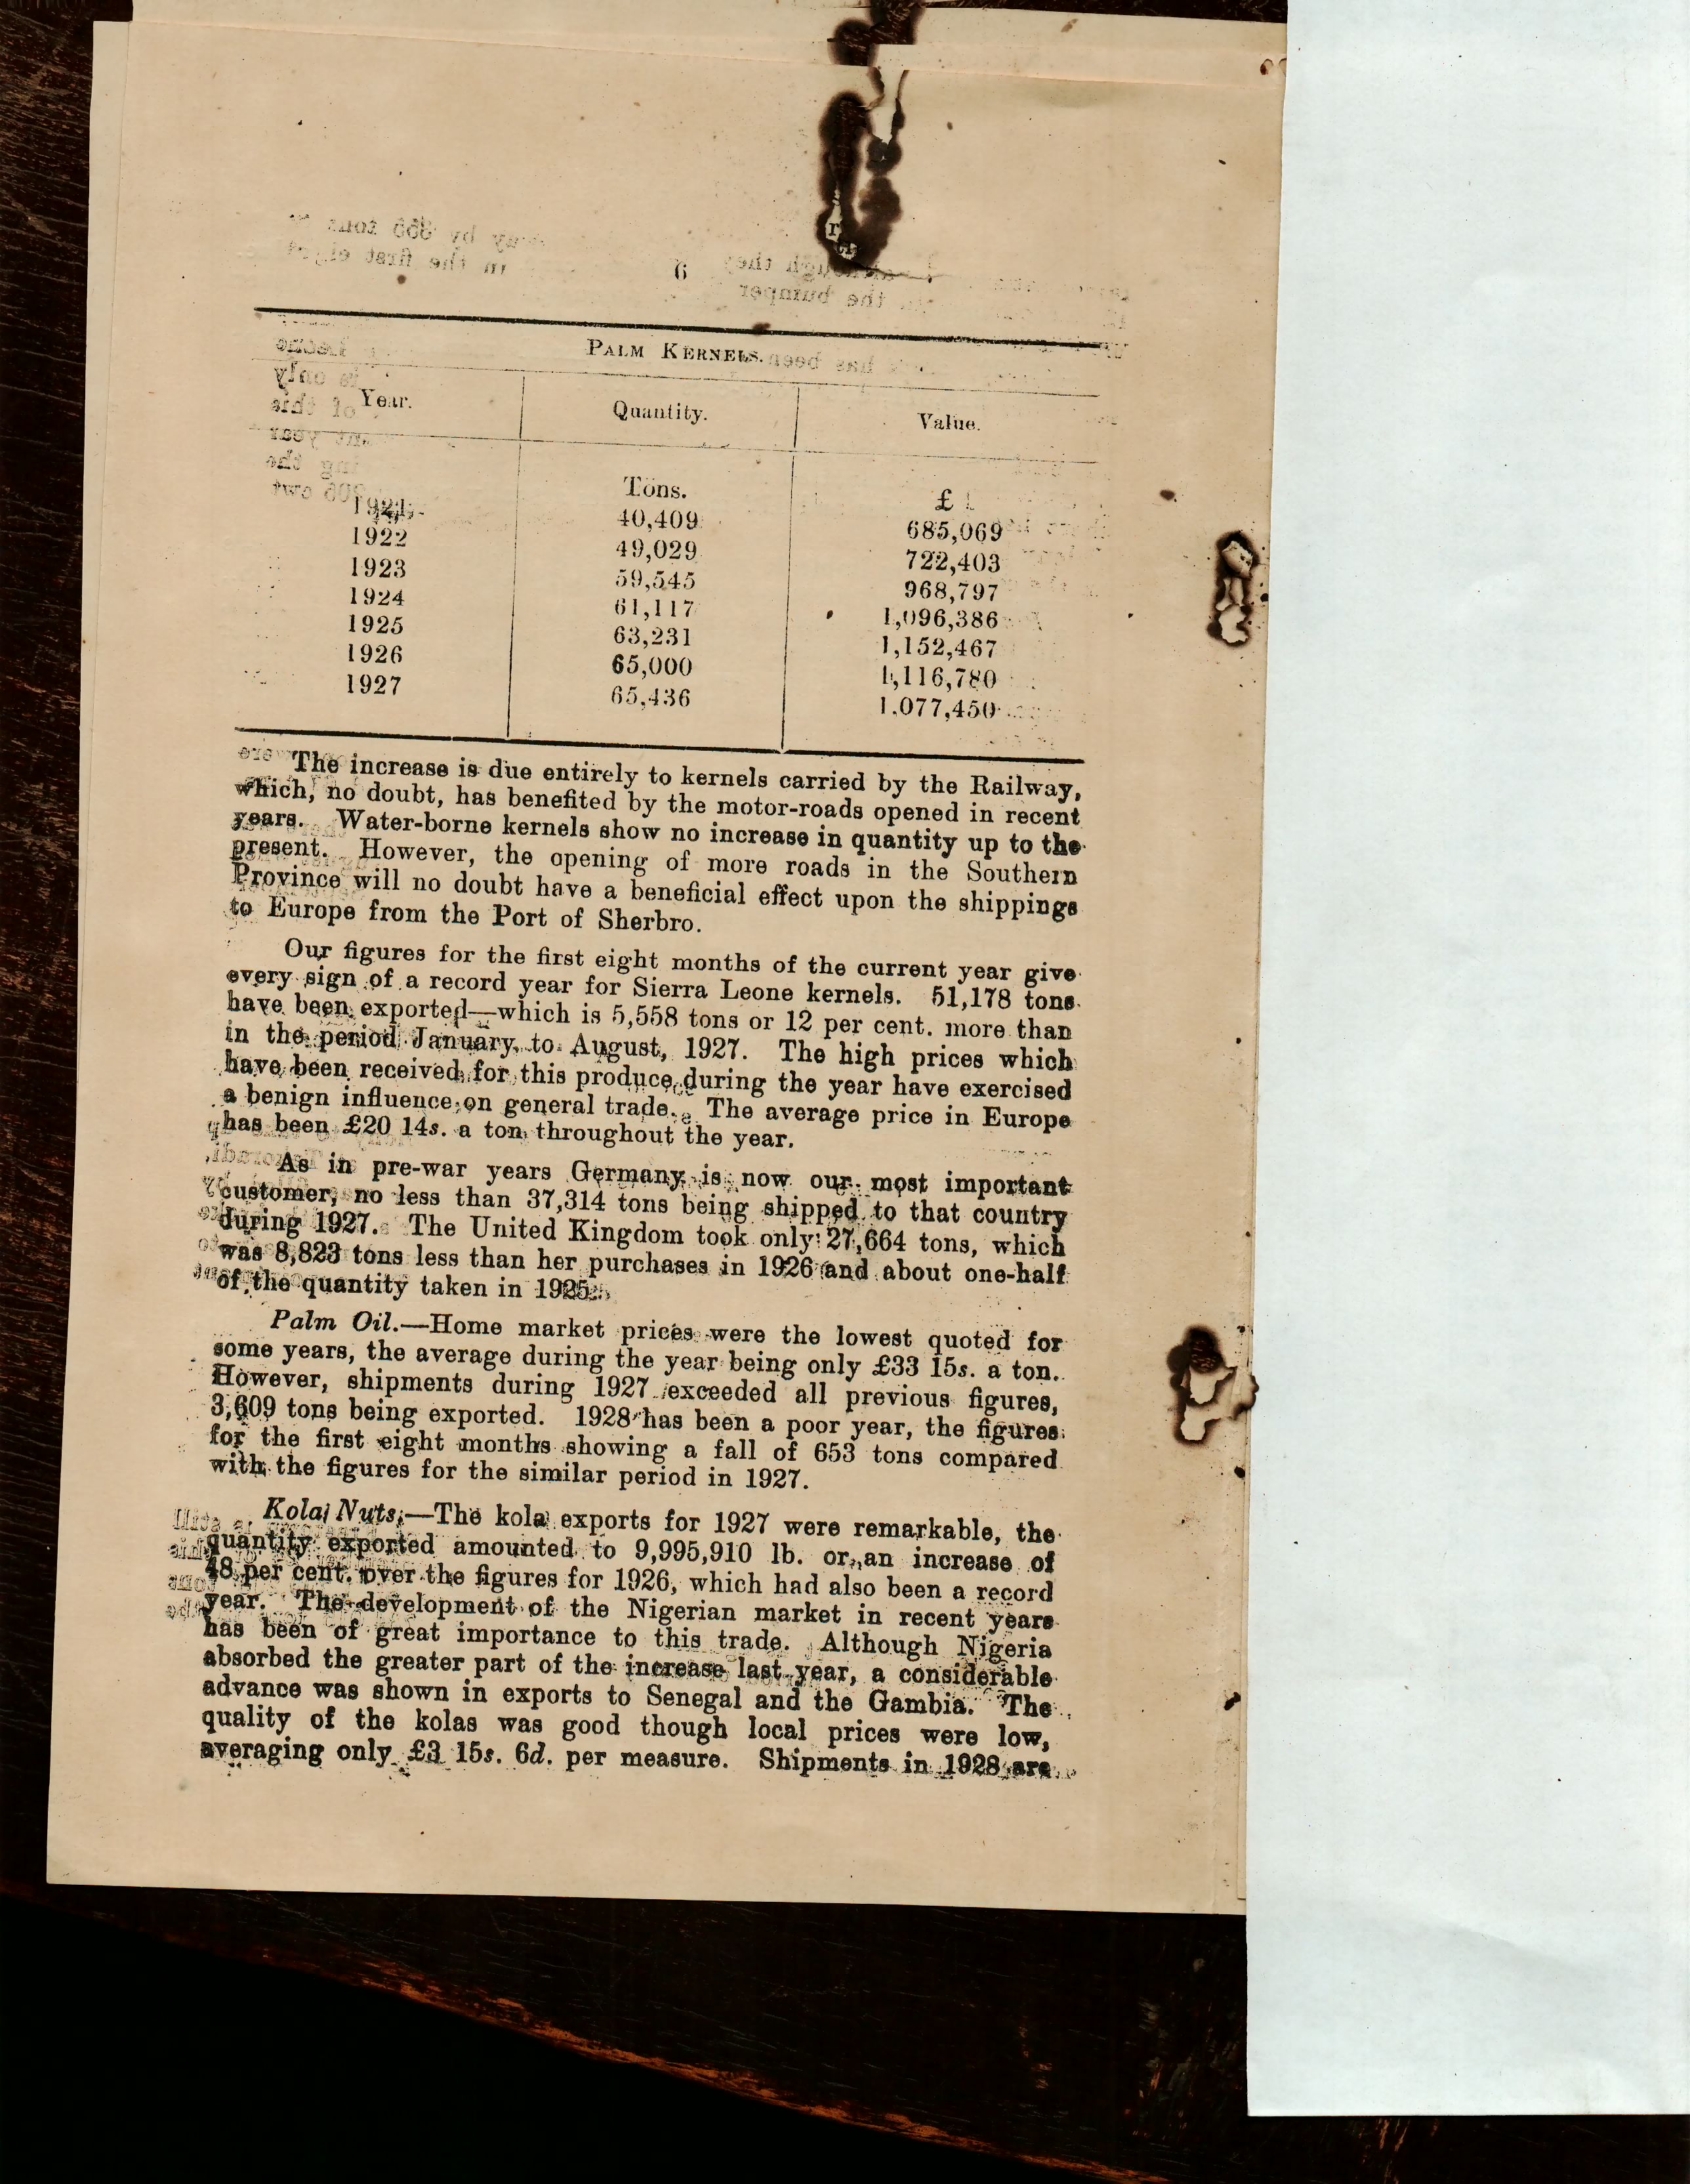 6
PALM KERNELS.
Year. Quantity. Value.
Tons. £
1921 40,409 685,069
1922 49,029 722,403
1923 59,545 968,797
1924 61,117 1,096,386
1925 63,231 1,152,467
1926 65,000 1,116,780
1927 65,436 1,077,450
The increase is due entirely to kernels carried by the Railway,
which, no doubt, has benefited by the motor-roads opened in recent
years. Water-borne kernels show no increase in quantity up to the
present. However, the opening of more roads in the Southern
Province will no doubt have a beneficial effect upon the shippings
to Europe from the Port of Sherbro.
Our figures for the first eight months of the current year give
every sign of a record year for Sierra Leone kernels. 51,178 tons
have been exported—which is 5,558 tons or 12 per cent. more than
in the period January to August, 1927. The high prices which
have been received for this produce during the year have exercised
a benign influence on general trade. The average price in Europe
has been £20 14s. a ton throughout the year.
As in pre-war years Germany is now our most important
customer, no less than 37,314 tons being shipped to that country
during 1927. The United Kingdom took only 27,664 tons, which
was 8,823 tons less than her purchases in 1926 and about one-half
of the quantity taken in 1925.
Palm Oil.—Home market prices were the lowest quoted for
some years, the average during the year being only £33 15s. a ton.
However, shipments during 1927 exceeded all previous figures,
3,609 tons being exported. 1928 has been a poor year, the figures
for the first eight months showing a fall of 653 tons compared
with the figures for the similar period in 1927.
Kola Nuts.—The kola exports for 1927 were remarkable, the
quantity exported amounted to 9,995,910 lb. or an increase of
48 per cent. over the figures for 1926, which had also been a record
year. The development of the Nigerian market in recent years
has been of great importance to this trade. Although Nigeria
absorbed the greater part of the increase last year, a considerable
advance was shown in exports to Senegal and the Gambia. The
quality of the kolas was good though local prices were low,
averaging only £3 15s. 6d. per measure. Shipments in 1928 are